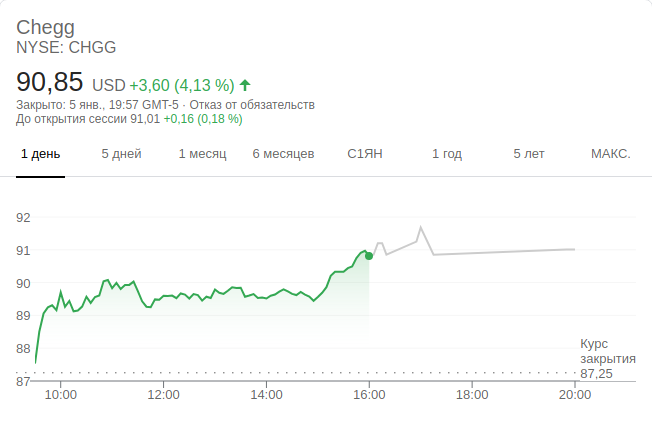 Chegg
NYSE: CHGG
90,85 USD +3,60 (4,13 %)
Закрыто: 5 янв., 19:57 GMT-5 · Отказ от обязательств
До открытия сессии 91,01 +0,16 (0,18 %)
1 день 5 дней 1 месяц 6 месяцев С1ЯН 1 год 5 лет МАКС.
92
91
90
89
88
87
Курс
закрытия
87,25
10:00 12:00 14:00 16:00 18:00 20:00